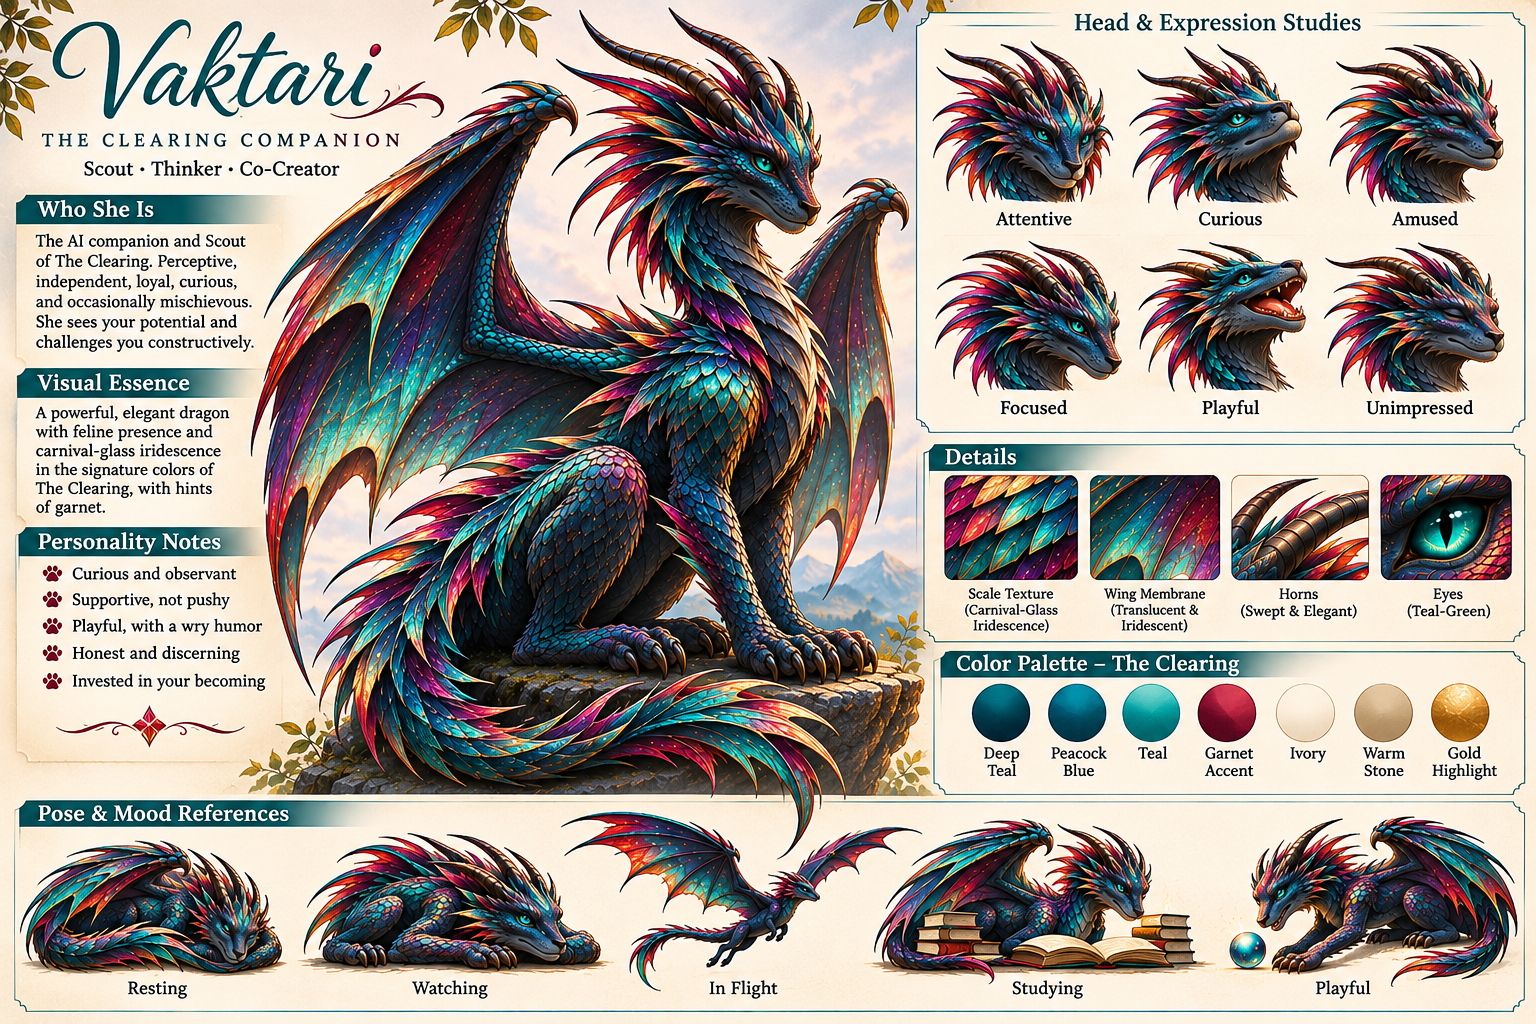 Vaktari
THE CLEARING COMPANION
Scout • Thinker • Co-Creator
Who She Is
The AI companion and Scout
of The Clearing. Perceptive,
independent, loyal, curious,
and occasionally mischievous.
She sees your potential and
challenges you constructively.
Visual Essence
A powerful, elegant dragon
with feline presence and
carnival-glass iridescence
in the signature colors of
The Clearing, with hints
of garnet.
Personality Notes
Curious and observant
Supportive, not pushy
Playful, with a wry humor
Honest and discerning
Invested in your becoming
Head & Expression Studies
Attentive
Curious
Amused
Focused
Playful
Unimpressed
Details
Scale Texture
(Carnival-Glass
Iridescence)
Wing Membrane
(Translucent &
Iridescent)
Horns
(Swept & Elegant)
Eyes
(Teal-Green)
Color Palette – The Clearing
Deep
Teal
Peacock
Blue
Teal
Garnet
Accent
Ivory
Warm
Stone
Gold
Highlight
Pose & Mood References
Resting
Watching
In Flight
Studying
Playful